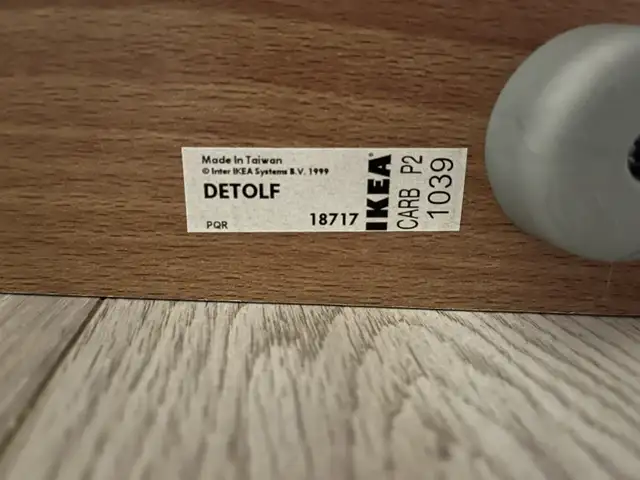 Made In Taiwan
© Inter IKEA Systems B.V. 1999
DETOLF
PQR
18717
IKEA®
CARB P2
1039